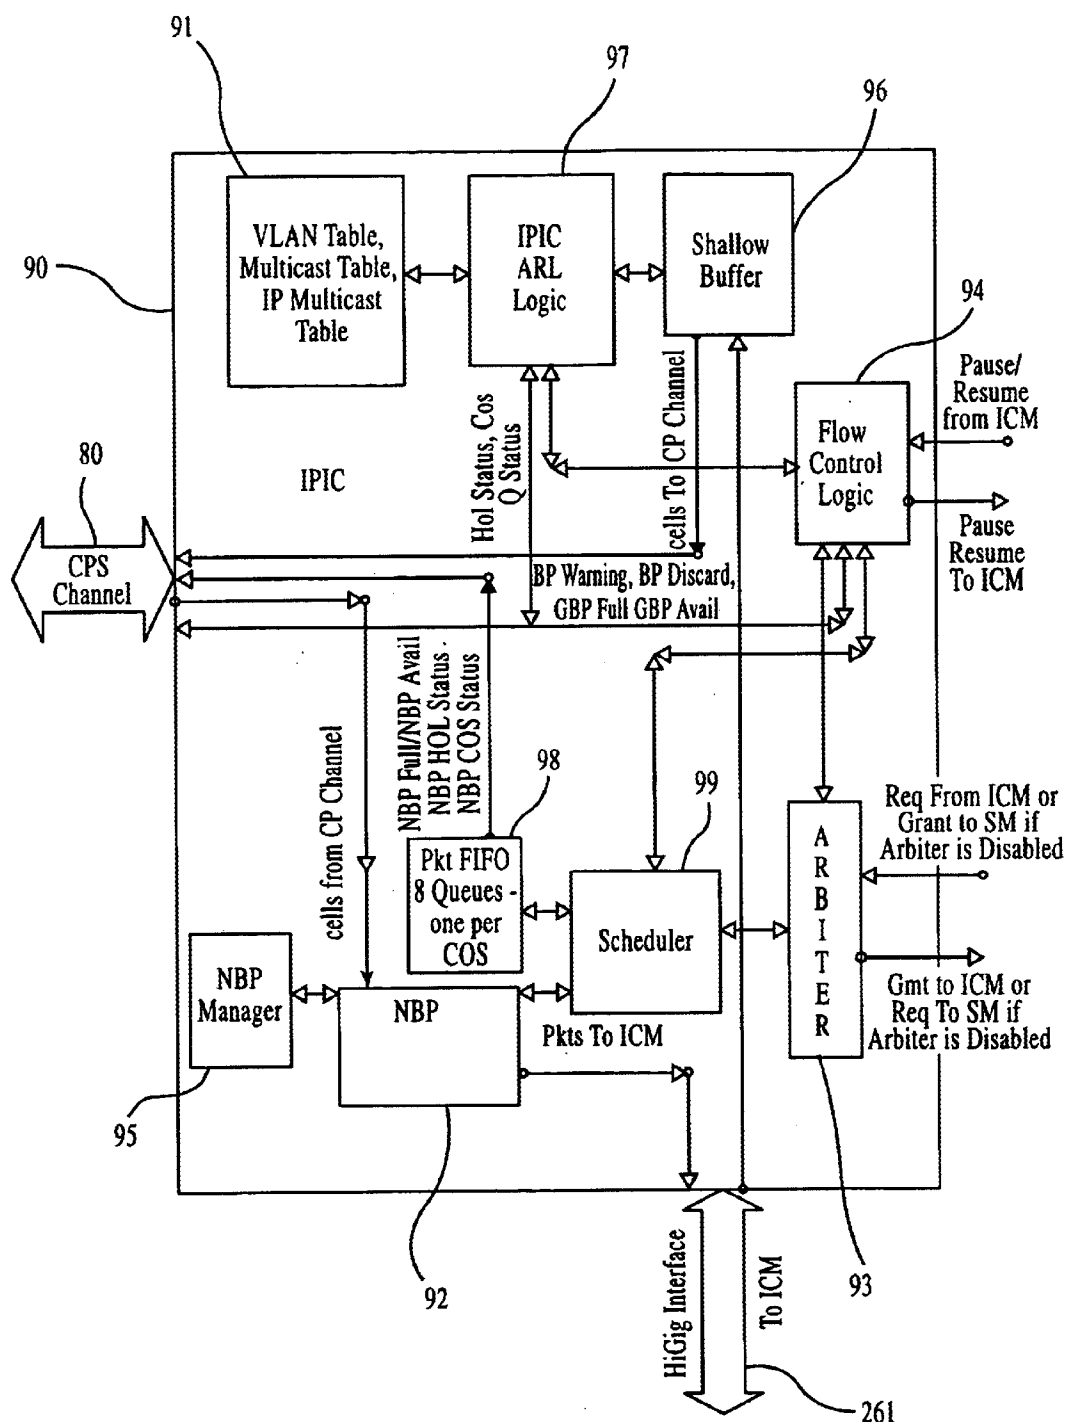 91
97
96
VLAN Table,
Multicast Table,
IP Multicast
Table
IPIC
ARL
Logic
Shallow
Buffer
90
94
Pause/
Resume
from ICM
Flow
Control
Logic
Pause
Resume
To ICM
80
CPS
Channel
IPIC
Hol Status, Cos
Q Status
cells To CP Channel
BP Warning, BP Discard,
GBP Full GBP Avail
NBP Full/NBP Avail
NBP HOL Status
NBP COS Status
cells from CP Channel
98
99
Pkt FIFO
8 Queues -
one per
COS
Scheduler
ARBITER
Req From ICM or
Grant to SM if
Arbiter is Disabled
Gmt to ICM or
Req To SM if
Arbiter is Disabled
NBP
Manager
NBP
Pkts To ICM
95
92
93
HiGig Interface
To ICM
261